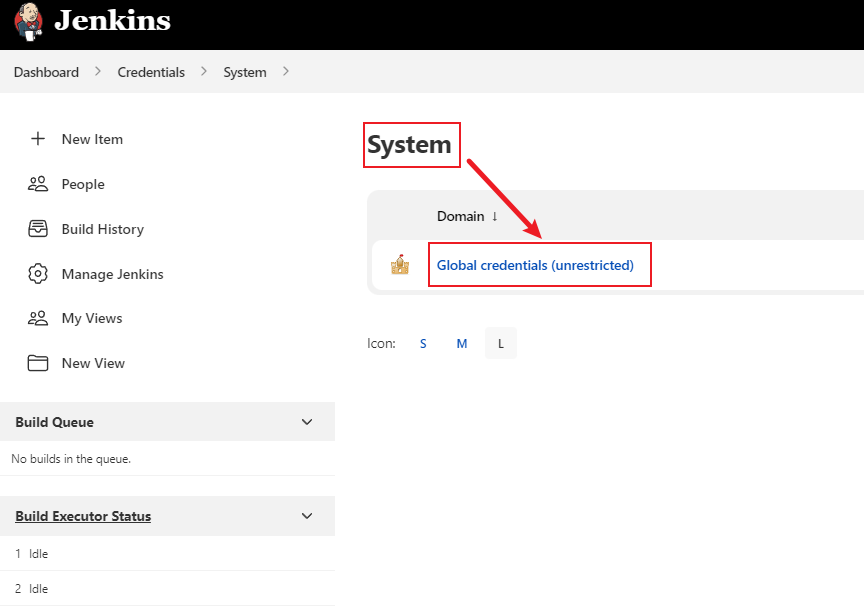 Jenkins
Dashboard > Credentials > System >
New Item
People
Build History
Manage Jenkins
My Views
New View
Build Queue
No builds in the queue.
Build Executor Status
1 Idle
2 Idle
System
Domain ↓
Global credentials (unrestricted)
Icon: S M L